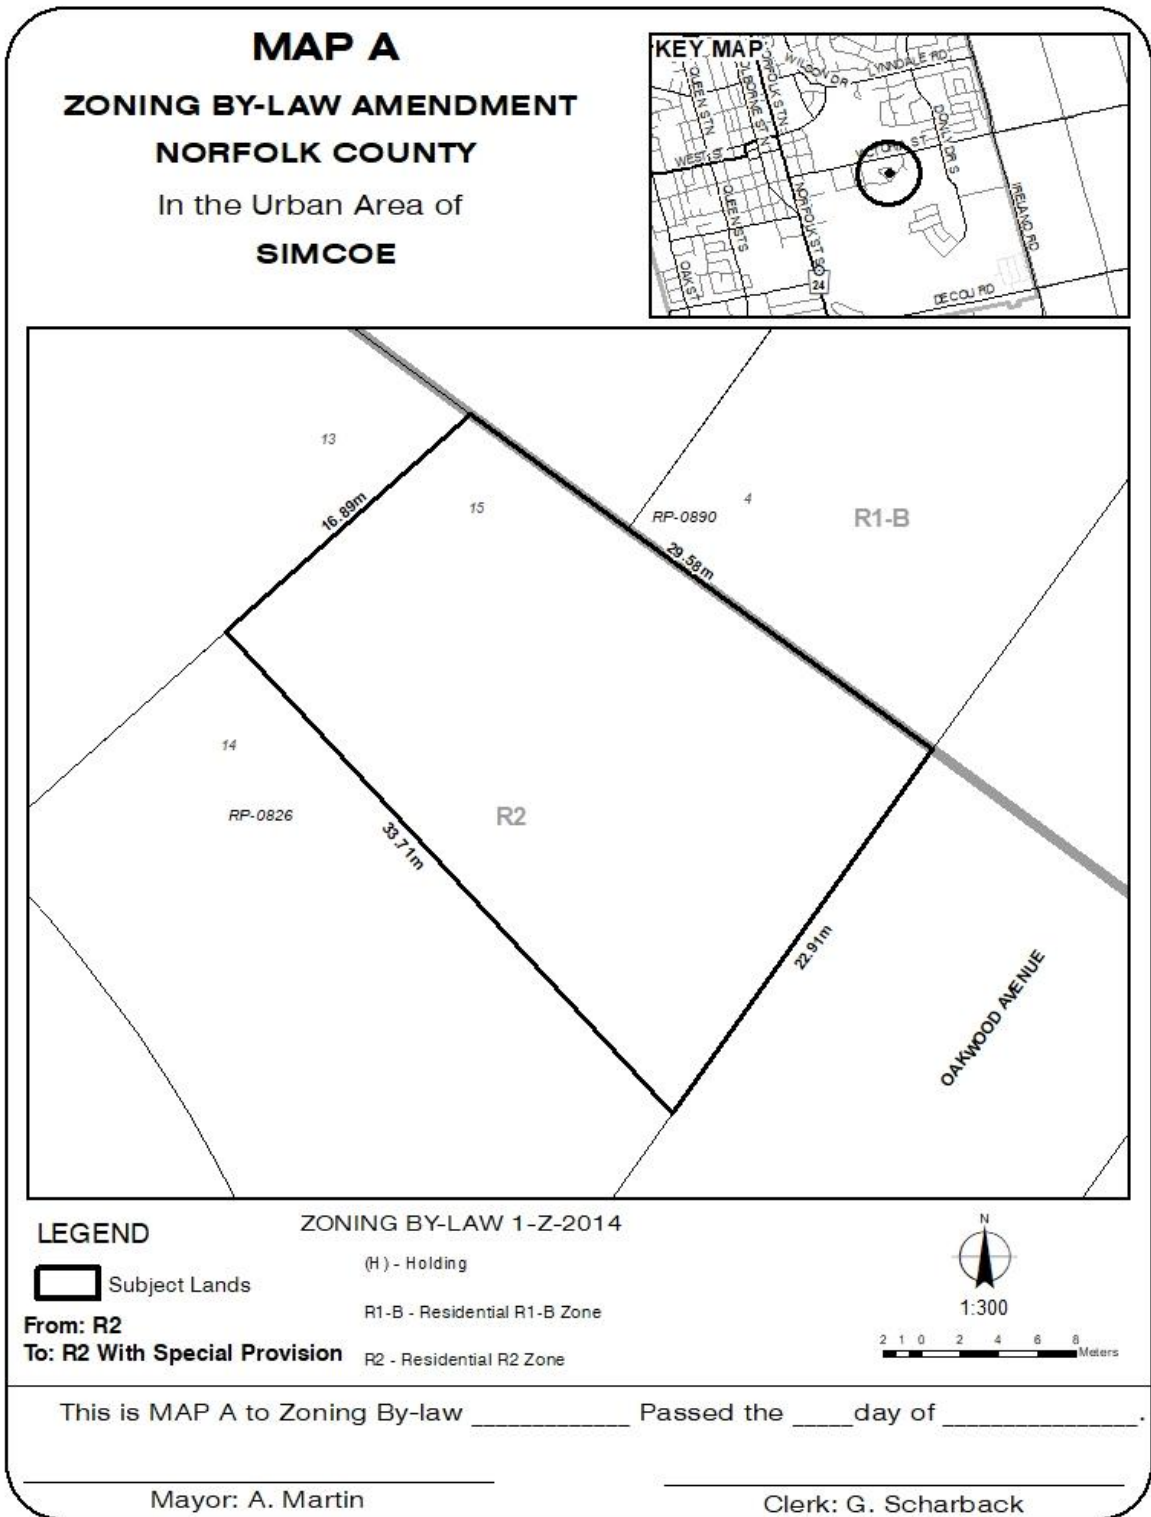 MAP A
ZONING BY-LAW AMENDMENT
NORFOLK COUNTY
In the Urban Area of
SIMCOE
KEY MAP
WILSON DR
LYNNDALE RD
QUEEN ST N
NORFOLK ST N
DONLY DR S
WEST ST
QUEEN ST S
NORFOLK ST S
IRELAND RD
OAK ST
24
DECOU RD
13
16.89m
15
RP-0890
4
R1-B
29.58m
14
RP-0826
R2
33.71m
22.91m
OAKWOOD AVENUE
LEGEND
Subject Lands
From: R2
To: R2 With Special Provision
ZONING BY-LAW 1-Z-2014
(H) - Holding
R1-B - Residential R1-B Zone
R2 - Residential R2 Zone
N
1:300
2 1 0 2 4 6 8
Meters
This is MAP A to Zoning By-law _____________ Passed the _____day of ________________.
Mayor: A. Martin
Clerk: G. Scharback